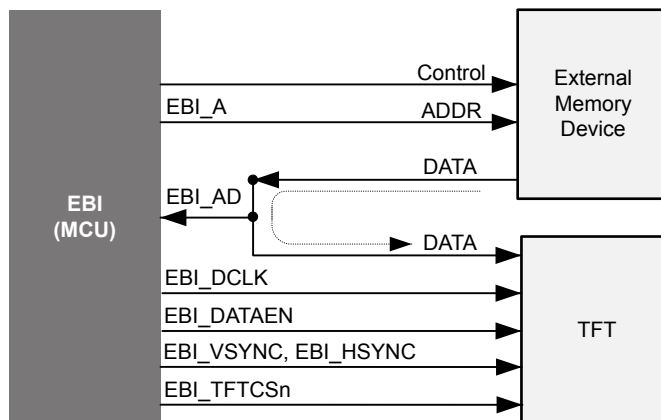 Control
External
Memory
Device
EBI_A
ADDR
DATA
EBI_AD
EBI
(MCU)
DATA
EBI_DCLK
EBI_DATAEN
TFT
EBI_VSYNC, EBI_HSYNC
EBI_TFTCSn